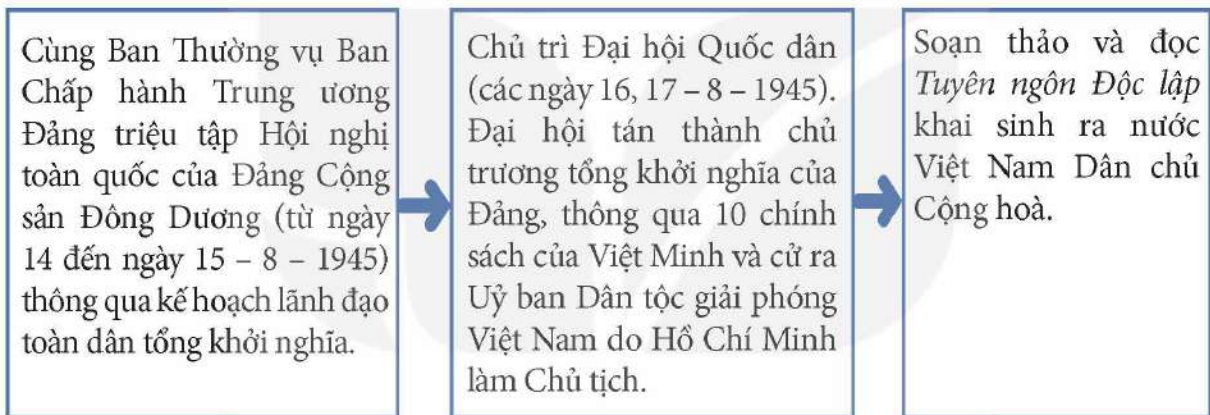 Cùng Ban Thường vụ Ban
Chấp hành Trung ương
Đảng triệu tập Hội nghị
toàn quốc của Đảng Cộng
sản Đông Dương (từ ngày
14 đến ngày 15 – 8 – 1945)
thông qua kế hoạch lãnh đạo
toàn dân tổng khởi nghĩa.
Chủ trì Đại hội Quốc dân
(các ngày 16, 17 – 8 – 1945).
Đại hội tán thành chủ
trương tổng khởi nghĩa của
Đảng, thông qua 10 chính
sách của Việt Minh và cử ra
Uỷ ban Dân tộc giải phóng
Việt Nam do Hồ Chí Minh
làm Chủ tịch.
Soạn thảo và đọc
Tuyên ngôn Độc lập
khai sinh ra nước
Việt Nam Dân chủ
Cộng hoà.